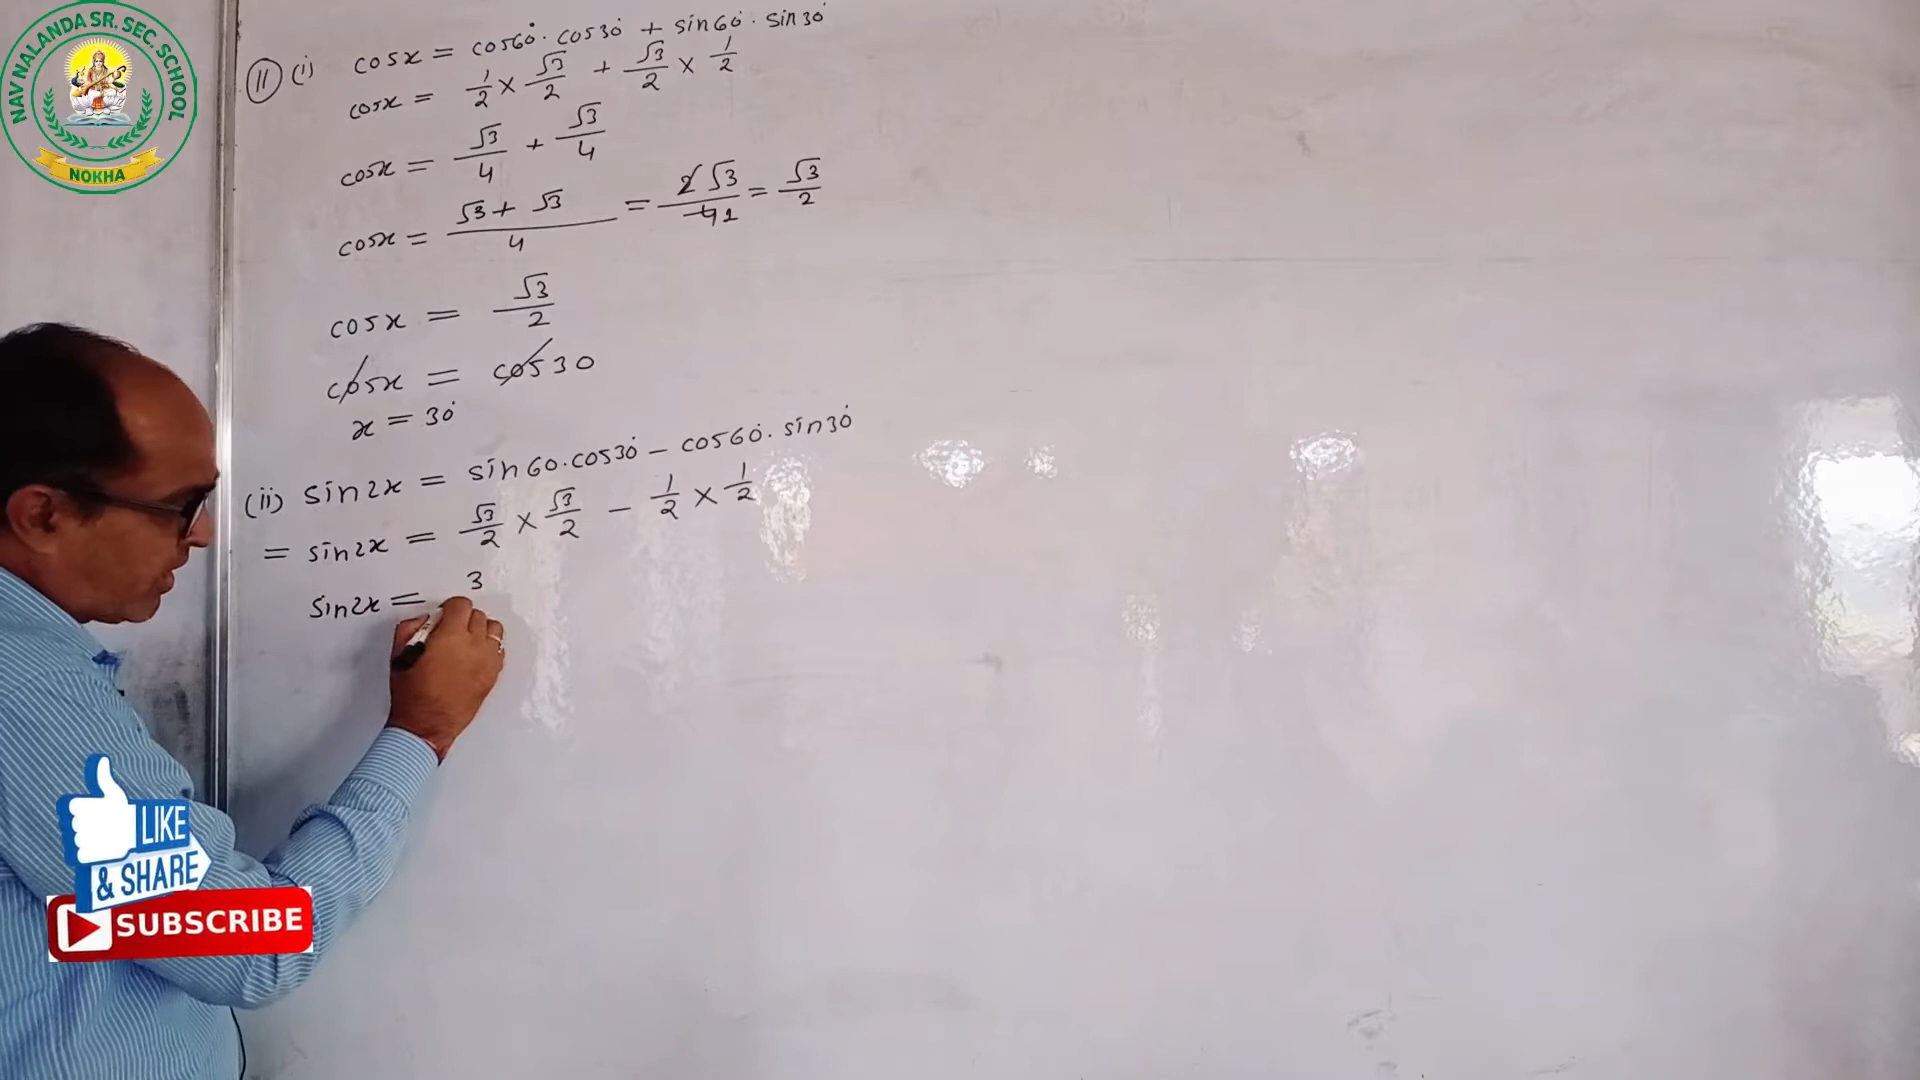 NAV NALANDA SR. SEC. SCHOOL
NOKHA
11 (i) cosx = cos60°. cos30° + sin60°. sin30°
cosx = 1/2 × √3/2 + √3/2 × 1/2
cosx = √3/4 + √3/4
cosx = √3 + √3 / 4 = 2√3 / 4 2 = √3/2
cosx = √3/2
cosx = cos30
x = 30°
(ii) sin2x = sin60.cos30° - cos60°. sin30°
= sin2x = √3/2 × √3/2 - 1/2 × 1/2
sin2x = 3
LIKE
& SHARE
SUBSCRIBE